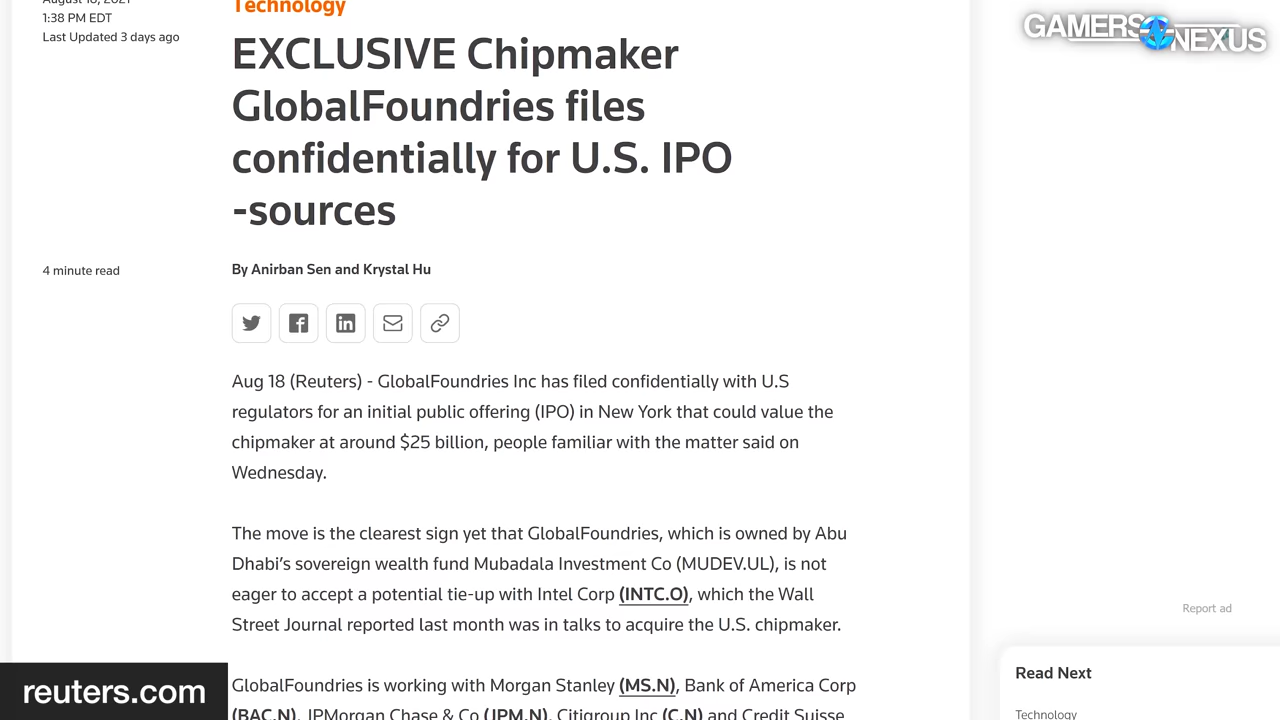 Technology
August 18, 2021
1:38 PM EDT
Last Updated 3 days ago
GAMERS NEXUS
EXCLUSIVE Chipmaker
GlobalFoundries files
confidentially for U.S. IPO
-sources
4 minute read
By Anirban Sen and Krystal Hu
Aug 18 (Reuters) - GlobalFoundries Inc has filed confidentially with U.S
regulators for an initial public offering (IPO) in New York that could value the
chipmaker at around $25 billion, people familiar with the matter said on
Wednesday.
The move is the clearest sign yet that GlobalFoundries, which is owned by Abu
Dhabi’s sovereign wealth fund Mubadala Investment Co (MUDEV.UL), is not
eager to accept a potential tie-up with Intel Corp (INTC.O), which the Wall
Street Journal reported last month was in talks to acquire the U.S. chipmaker.
GlobalFoundries is working with Morgan Stanley (MS.N), Bank of America Corp
(BAC.N), JPMorgan Chase & Co (JPM.N), Citigroup Inc (C.N) and Credit Suisse
Report ad
Read Next
Technology
reuters.com